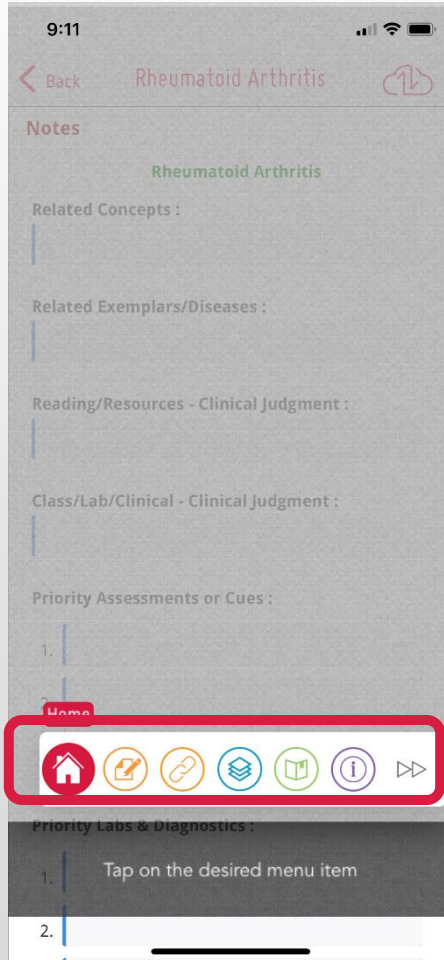 9:11
Back Rheumatoid Arthritis
Notes
Rheumatoid Arthritis
Related Concepts :
Related Exemplars/Diseases :
Reading/Resources - Clinical Judgment :
Class/Lab/Clinical - Clinical Judgment :
Priority Assessments or Cues :
1.
2.
Home
i
Priority Labs & Diagnostics :
1.
Tap on the desired menu item
2.